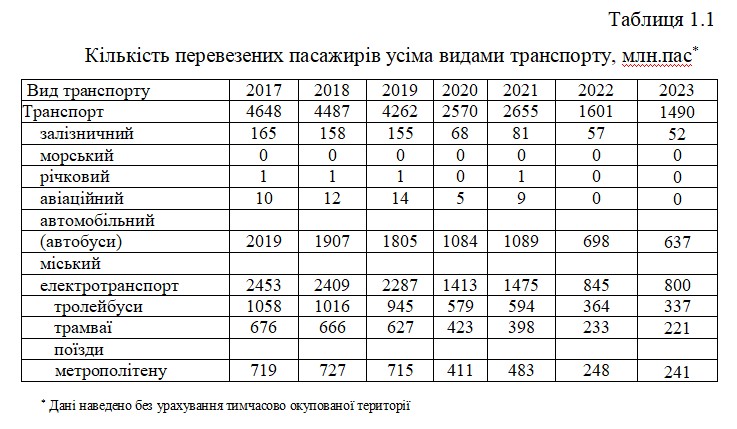 Таблиця 1.1
Кількість перевезених пасажирів усіма видами транспорту, млн.пас*
Вид транспорту 2017 2018 2019 2020 2021 2022 2023
Транспорт 4648 4487 4262 2570 2655 1601 1490
залізничний 165 158 155 68 81 57 52
морський 0 0 0 0 0 0 0
річковий 1 1 1 0 1 0 0
авіаційний 10 12 14 5 9 0 0
автомобільний
(автобуси) 2019 1907 1805 1084 1089 698 637
міський
електротранспорт 2453 2409 2287 1413 1475 845 800
тролейбуси 1058 1016 945 579 594 364 337
трамваї 676 666 627 423 398 233 221
поїзди
метрополітену 719 727 715 411 483 248 241
* Дані наведено без урахування тимчасово окупованої території